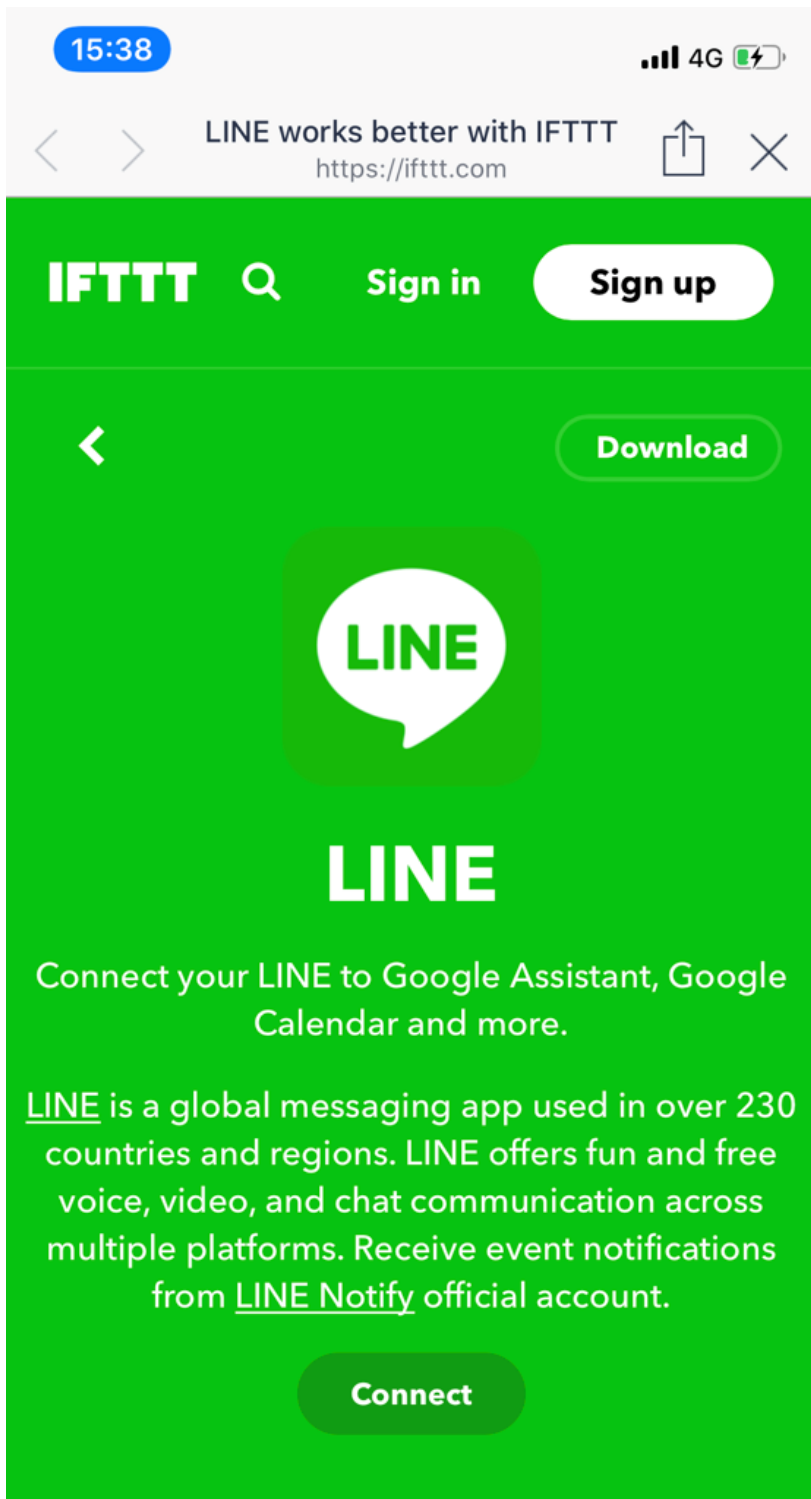 15:38
4G
LINE works better with IFTTT
https://ifttt.com
IFTTT
Sign in
Sign up
Download
LINE
LINE
Connect your LINE to Google Assistant, Google
Calendar and more.
LINE is a global messaging app used in over 230
countries and regions. LINE offers fun and free
voice, video, and chat communication across
multiple platforms. Receive event notifications
from LINE Notify official account.
Connect